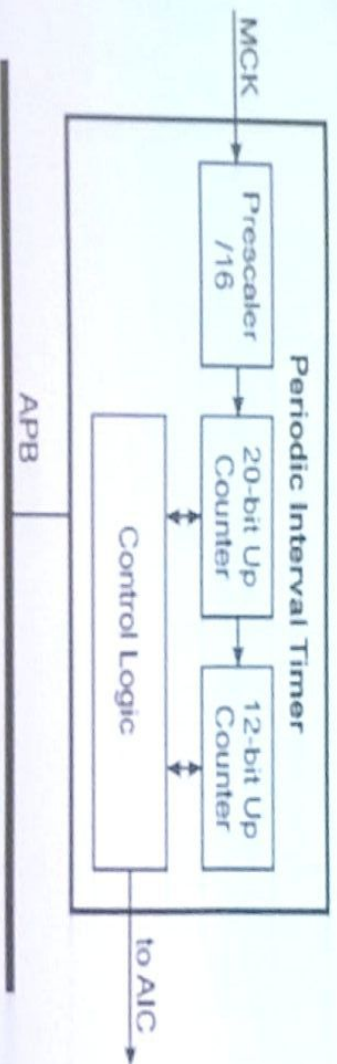 Periodic Interval Timer
MCK
Prescaler
/16
20-bit Up
Counter
12-bit Up
Counter
Control Logic
to AIC
APB